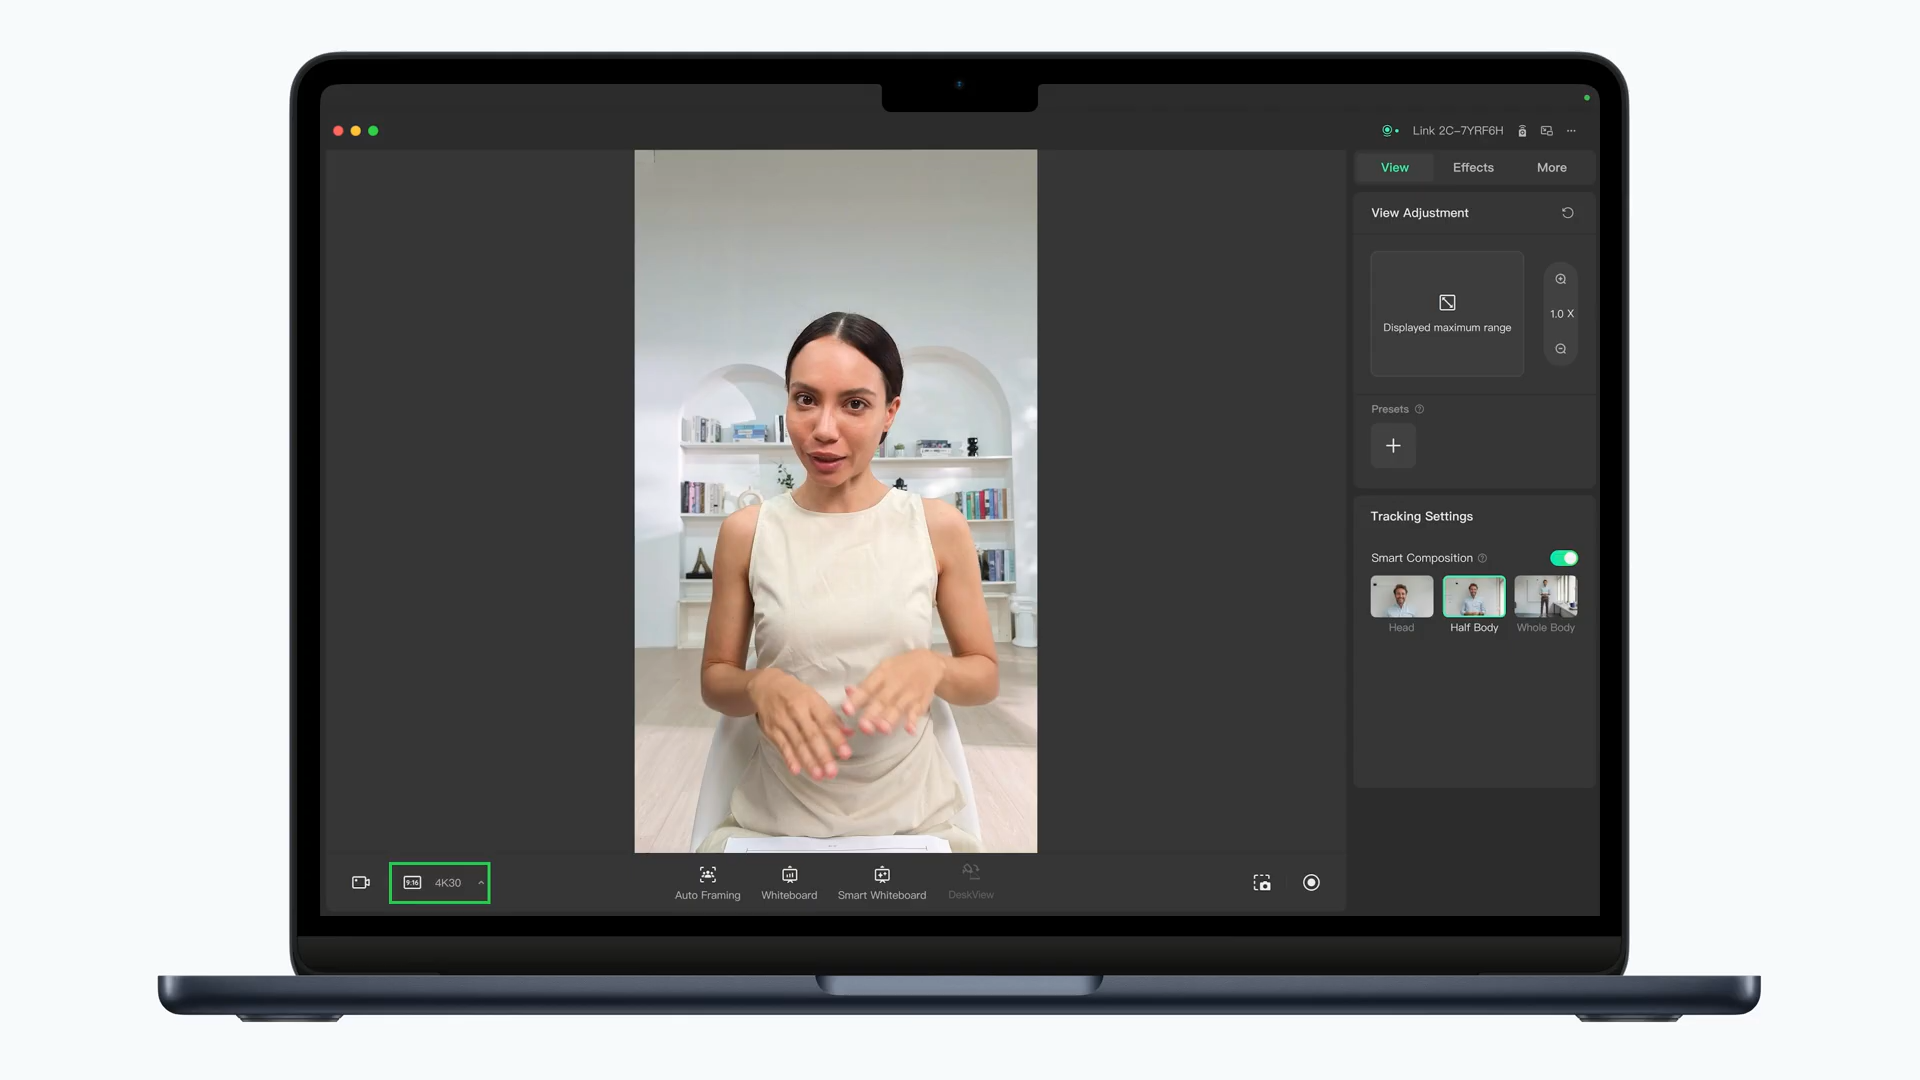 Link 2C-7YRF6H
View Effects More
View Adjustment
Displayed maximum range
1.0 X
Presets
Tracking Settings
Smart Composition
Head Half Body Whole Body
9:16 4K30
Auto Framing Whiteboard Smart Whiteboard DeskView